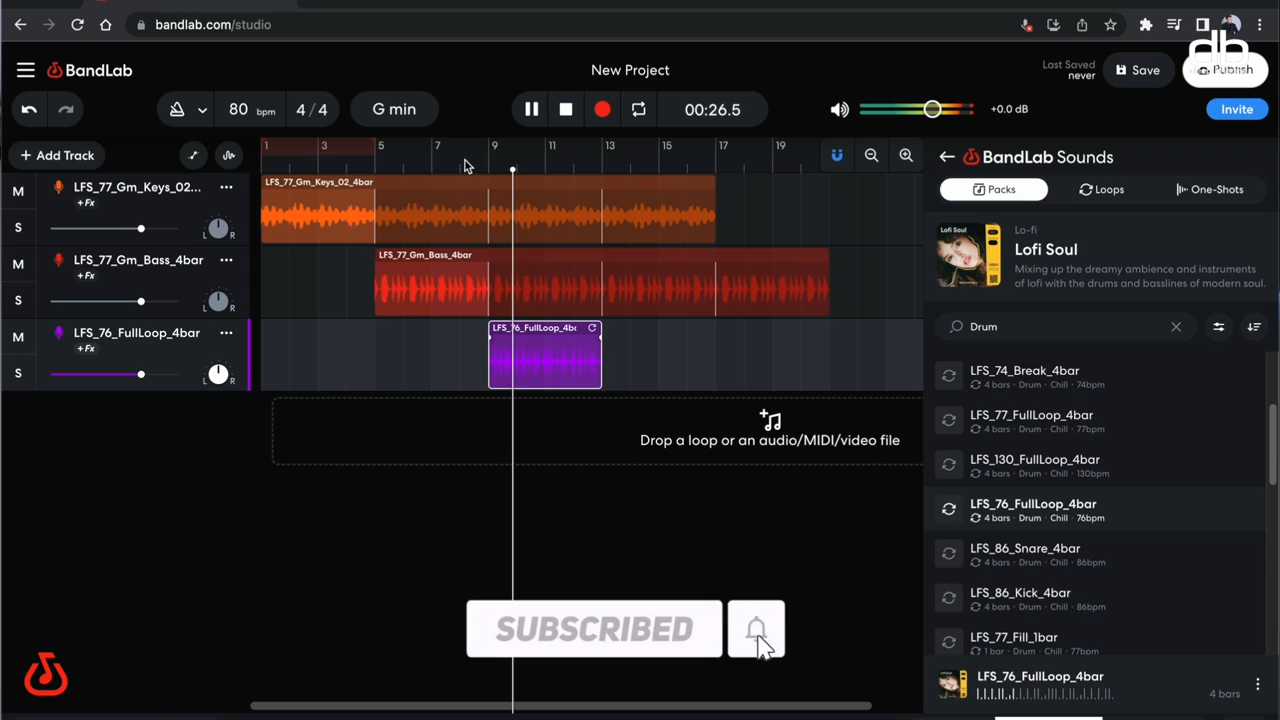 bandlab.com/studio
BandLab
New Project
Last Saved
never
Save
Publish
db
80 bpm
4/4
G min
00:26.5
+0.0 dB
Invite
+ Add Track
1 3 5 7 9 11 13 15 17 19
BandLab Sounds
Packs
Loops
One-Shots
M
LFS_77_Gm_Keys_02...
+ Fx
S
L R
LFS_77_Gm_Keys_02_4bar
M
LFS_77_Gm_Bass_4bar
+ Fx
S
L R
LFS_77_Gm_Bass_4bar
M
LFS_76_FullLoop_4bar
+ Fx
S
L R
LFS_76_FullLoop_4b
Drop a loop or an audio/MIDI/video file
Lofi Soul
Lo-fi
Lofi Soul
Mixing up the dreamy ambience and instruments
of lofi with the drums and basslines of modern soul.
Drum
LFS_74_Break_4bar
4 bars · Drum · Chill · 74bpm
LFS_77_FullLoop_4bar
4 bars · Drum · Chill · 77bpm
LFS_130_FullLoop_4bar
4 bars · Drum · Chill · 130bpm
LFS_76_FullLoop_4bar
4 bars · Drum · Chill · 76bpm
LFS_86_Snare_4bar
4 bars · Drum · Chill · 86bpm
LFS_86_Kick_4bar
4 bars · Drum · Chill · 86bpm
LFS_77_Fill_1bar
1 bar · Drum · Chill · 77bpm
LFS_76_FullLoop_4bar
4 bars
SUBSCRIBED